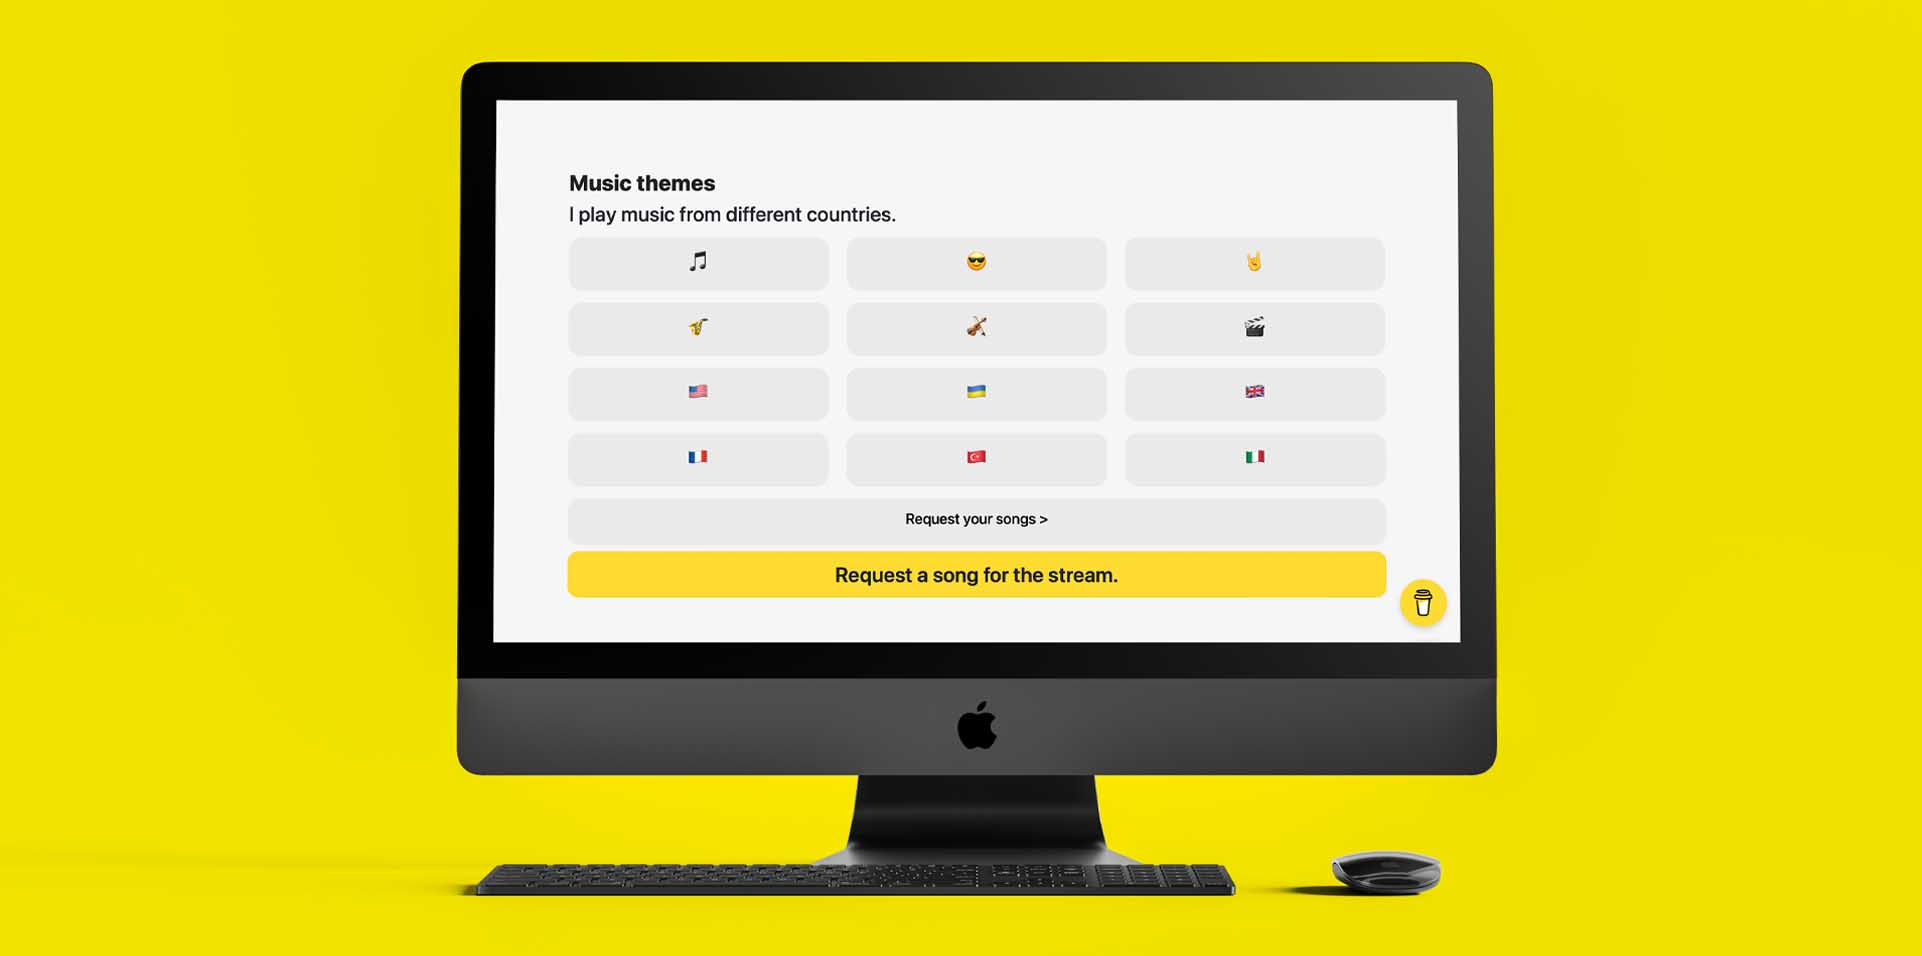 Music themes
I play music from different countries.
Request your songs >
Request a song for the stream.